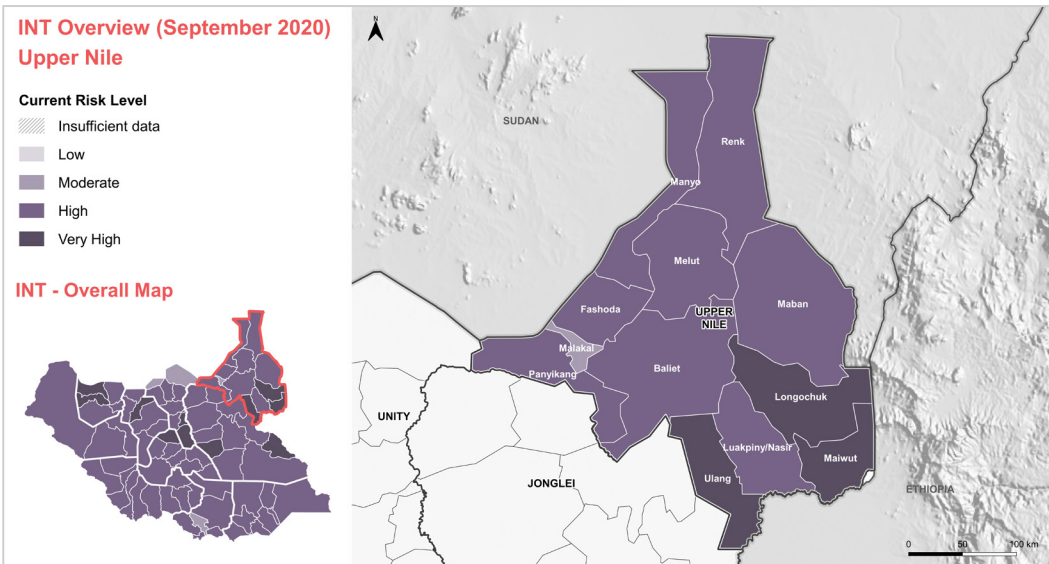 INT Overview (September 2020)
Upper Nile
Current Risk Level
Insufficient data
Low
Moderate
High
Very High
INT - Overall Map
N
SUDAN
Renk
Manyo
Melut
Maban
Fashoda
UPPER
NILE
Malakal
Panyikang
Baliet
Longochuk
UNITY
Luakpiny/Nasir
Maiwut
Ulang
JONGLEI
ETHIOPIA
0 50 100 km